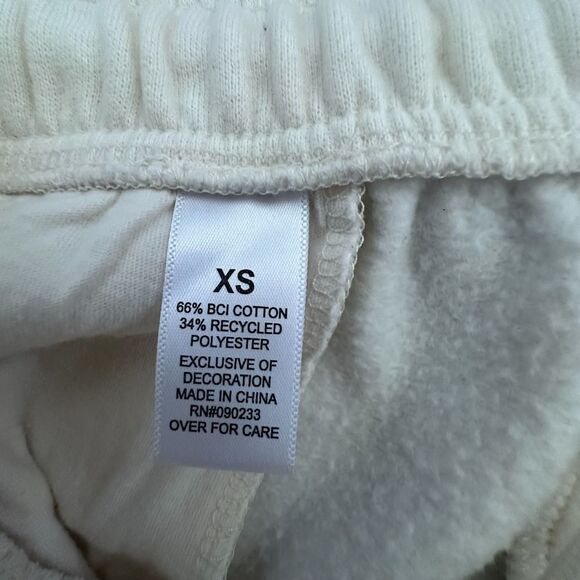 XS
66% BCI COTTON
34% RECYCLED
POLYESTER
EXCLUSIVE OF
DECORATION
MADE IN CHINA
RN#090233
OVER FOR CARE